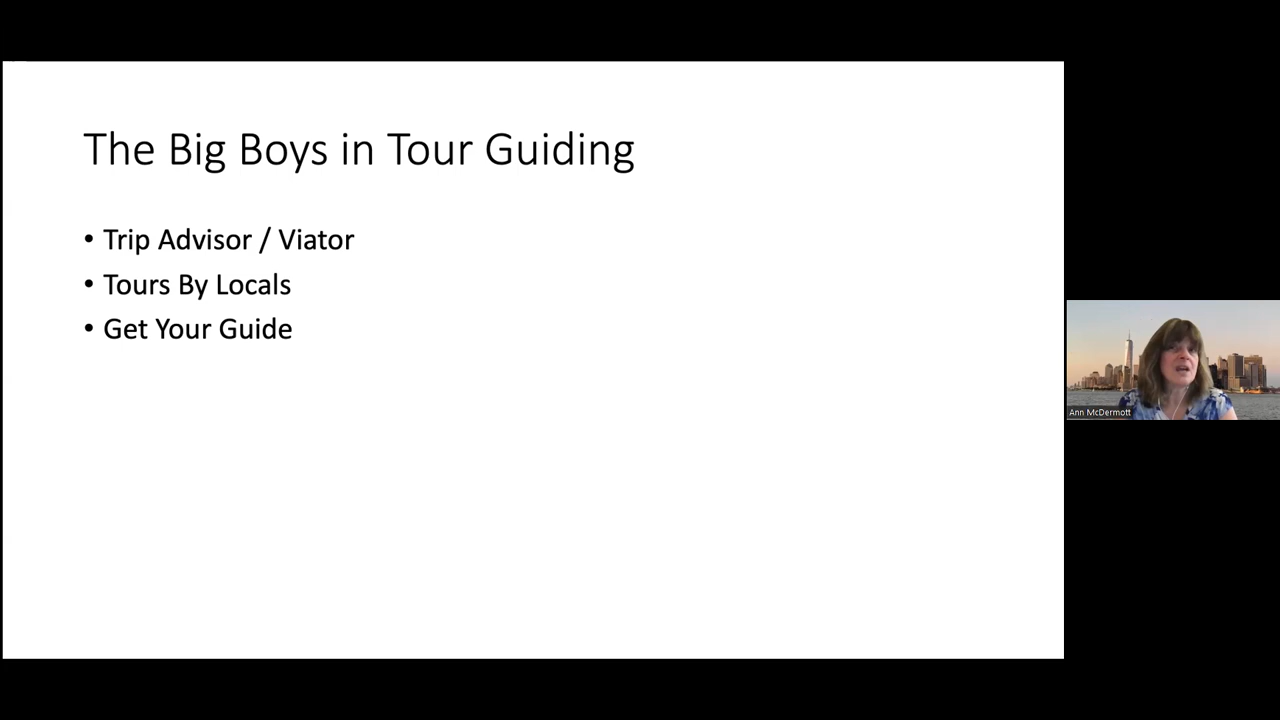 The Big Boys in Tour Guiding
• Trip Advisor / Viator
• Tours By Locals
• Get Your Guide
Ann McDermott